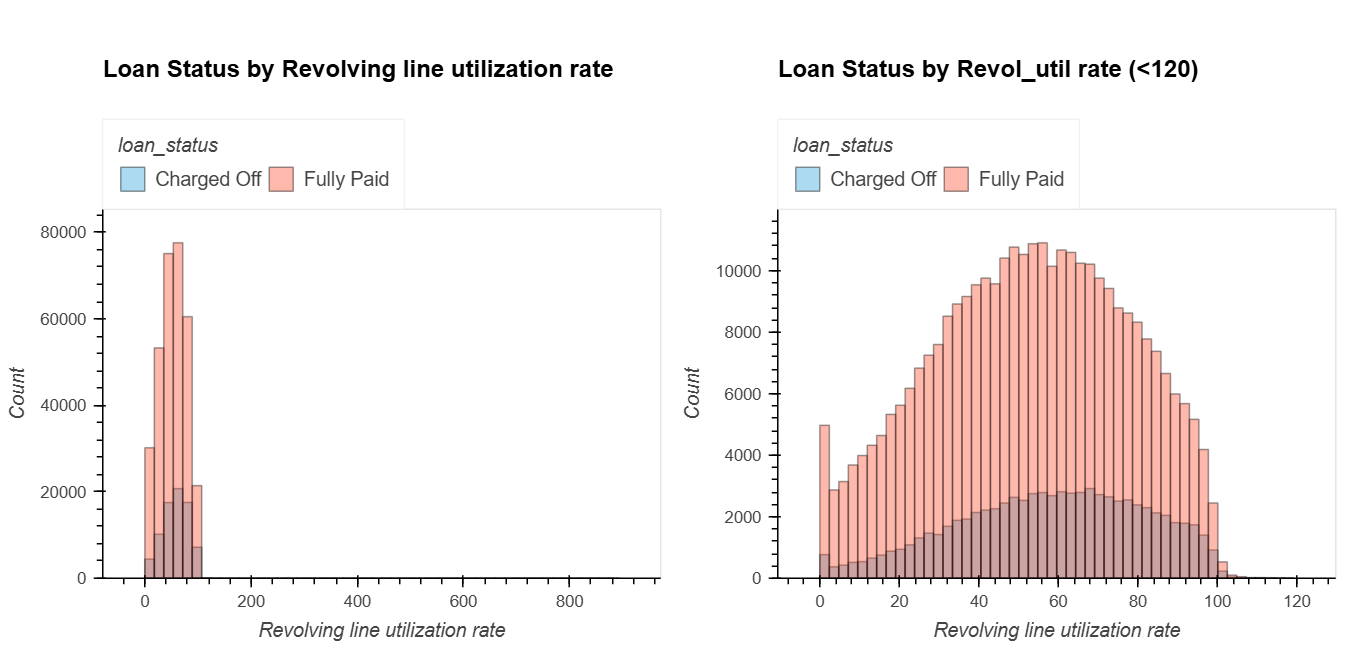 Loan Status by Revolving line utilization rate
loan_status
Charged Off Fully Paid
80000
60000
40000
20000
0
Count
0 200 400 600 800
Revolving line utilization rate
Loan Status by Revol_util rate (<120)
loan_status
Charged Off Fully Paid
10000
8000
6000
4000
2000
0
Count
0 20 40 60 80 100 120
Revolving line utilization rate